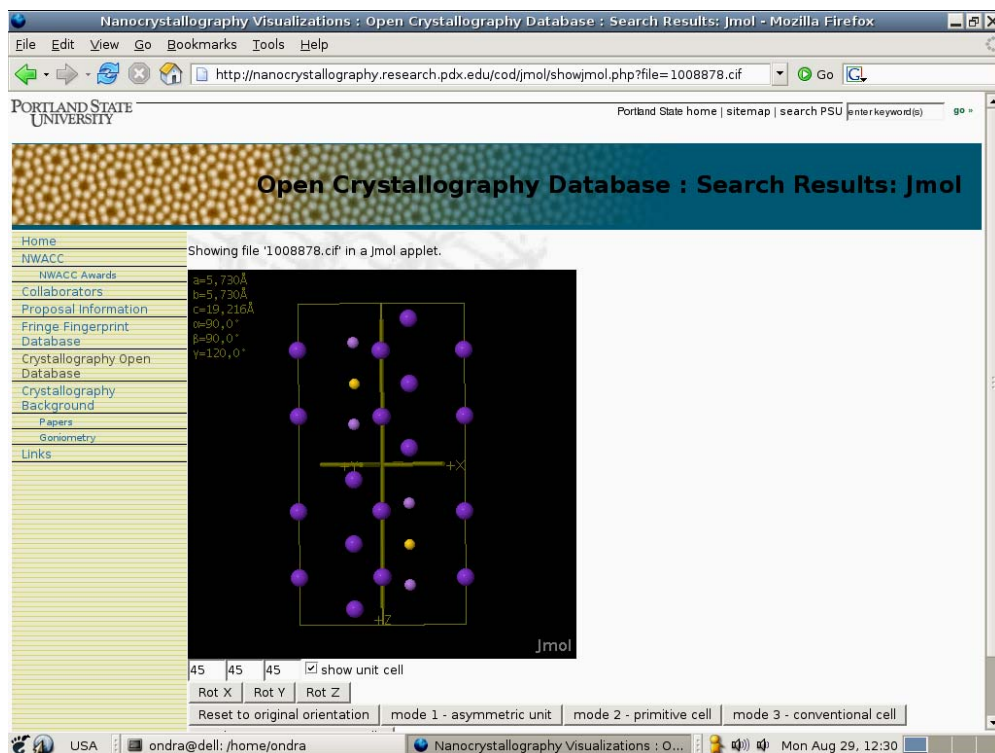 Nanocrystallography Visualizations : Open Crystallography Database : Search Results: Jmol - Mozilla Firefox
File Edit View Go Bookmarks Tools Help
http://nanocrystallography.research.pdx.edu/cod/jmol/showjmol.php?file=1008878.cif Go G
PORTLAND STATE
UNIVERSITY
Portland State home | sitemap | search PSU enter keyword(s) go »
Open Crystallography Database : Search Results: Jmol
Home
NWACC
NWACC Awards
Collaborators
Proposal Information
Fringe Fingerprint
Database
Crystallography Open
Database
Crystallography
Background
Papers
Goniometry
Links
Showing file '1008878.cif' in a Jmol applet.
a=5,730Å
b=5,730Å
c=19,216Å
α=90,0°
β=90,0°
γ=120,0°
+Y
+X
+Z
Jmol
45 45 45 show unit cell
Rot X Rot Y Rot Z
Reset to original orientation mode 1 - asymmetric unit mode 2 - primitive cell mode 3 - conventional cell
USA ondra@dell: /home/ondra Nanocrystallography Visualizations : O... Mon Aug 29, 12:30